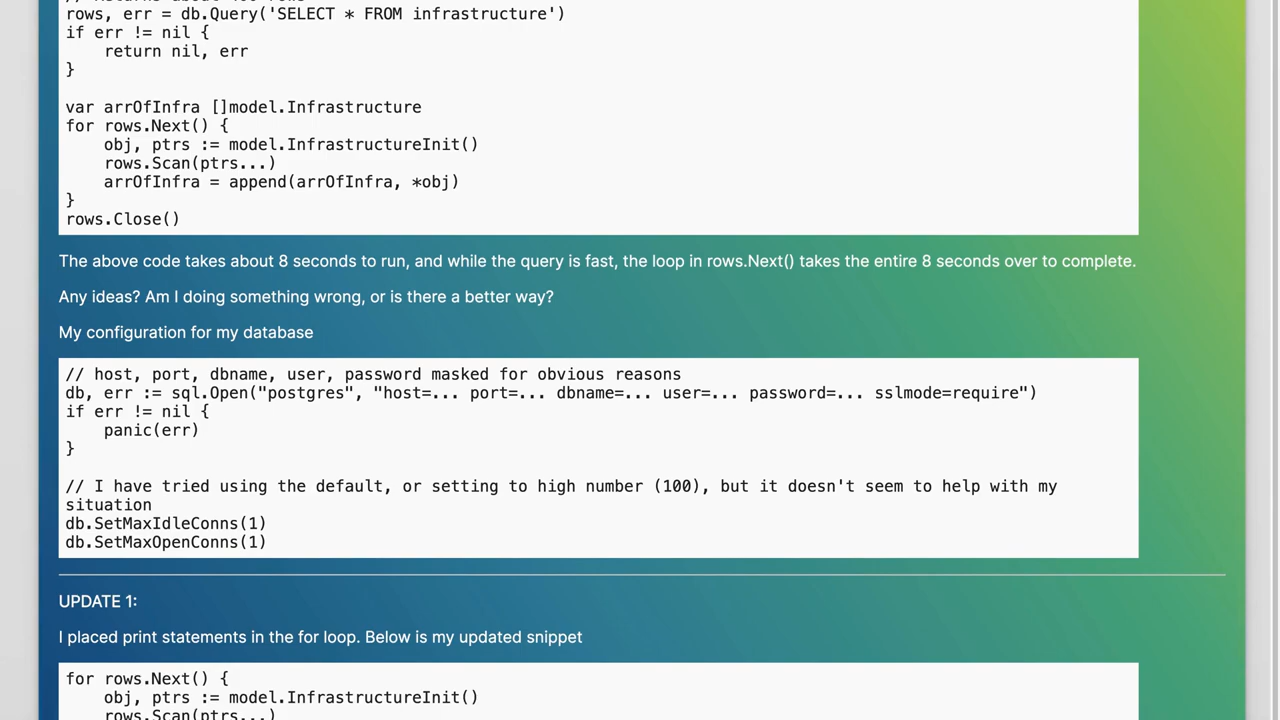 rows, err = db.Query('SELECT * FROM infrastructure')
if err != nil {
    return nil, err
}

var arrOfInfra []model.Infrastructure
for rows.Next() {
    obj, ptrs := model.InfrastructureInit()
    rows.Scan(ptrs...)
    arrOfInfra = append(arrOfInfra, *obj)
}
rows.Close()
The above code takes about 8 seconds to run, and while the query is fast, the loop in rows.Next() takes the entire 8 seconds over to complete.
Any ideas? Am I doing something wrong, or is there a better way?
My configuration for my database
// host, port, dbname, user, password masked for obvious reasons
db, err := sql.Open("postgres", "host=... port=... dbname=... user=... password=... sslmode=require")
if err != nil {
    panic(err)
}

// I have tried using the default, or setting to high number (100), but it doesn't seem to help with my
situation
db.SetMaxIdleConns(1)
db.SetMaxOpenConns(1)
UPDATE 1:
I placed print statements in the for loop. Below is my updated snippet
for rows.Next() {
    obj, ptrs := model.InfrastructureInit()
    rows.Scan(ptrs...)